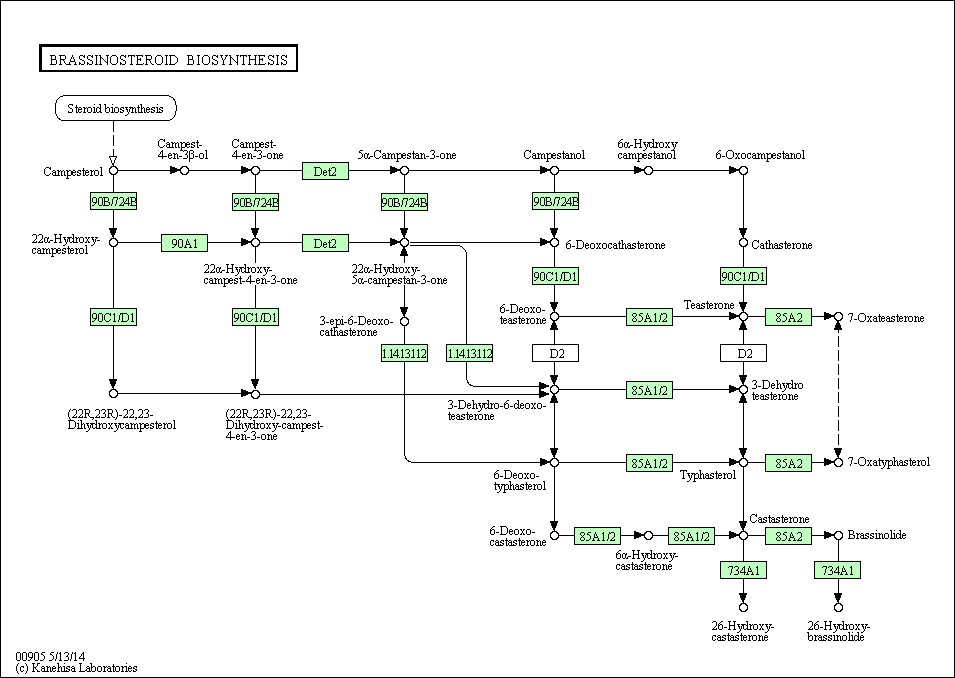 BRASSINOSTEROID BIOSYNTHESIS
Steroid biosynthesis
Campest-
4-en-3β-ol
Campest-
4-en-3-one
5α-Campestan-3-one
Campestanol
6α-Hydroxy
campestanol
6-Oxocampestanol
Campesterol
Det2
90B/724B
90B/724B
90B/724B
90B/724B
22α-Hydroxy-
campesterol
90A1
Det2
6-Deoxocathasterone
Cathasterone
22α-Hydroxy-
campest-4-en-3-one
22α-Hydroxy-
5α-campestan-3-one
90C1/D1
90C1/D1
90C1/D1
90C1/D1
3-epi-6-Deoxo-
cathasterone
6-Deoxo-
teasterone
85A1/2
Teasterone
85A2
7-Oxateasterone
1.14.13.112
1.14.13.112
D2
D2
85A1/2
3-Dehydro
teasterone
3-Dehydro-6-deoxo-
teasterone
(22R,23R)-22,23-
Dihydroxycampesterol
(22R,23R)-22,23-
Dihydroxy-campest-
4-en-3-one
6-Deoxo-
typhasterol
85A1/2
Typhasterol
85A2
7-Oxatyphasterol
6-Deoxo-
castasterone
85A1/2
6α-Hydroxy-
castasterone
85A1/2
Castasterone
85A2
Brassinolide
734A1
734A1
26-Hydroxy-
castasterone
26-Hydroxy-
brassinolide
00905 5/13/14
(c) Kanehisa Laboratories